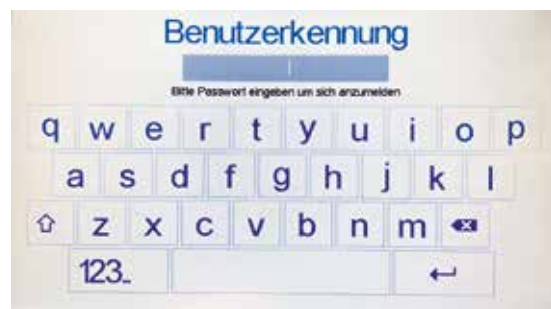 Benutzerkennung
Bitte Passwort eingeben um sich anzumelden
q w e r t y u i o p
a s d f g h j k l
z x c v b n m
123..